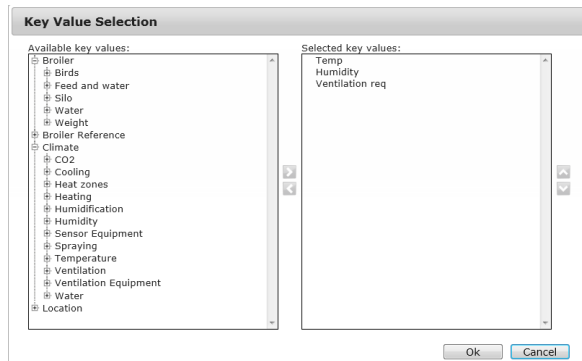 Key Value Selection
Available key values:
Broiler
Birds
Feed and water
Silo
Water
Weight
Broiler Reference
Climate
CO2
Cooling
Heat zones
Heating
Humidification
Humidity
Sensor Equipment
Spraying
Temperature
Ventilation
Ventilation Equipment
Water
Location
Selected key values:
Temp
Humidity
Ventilation req
Ok
Cancel